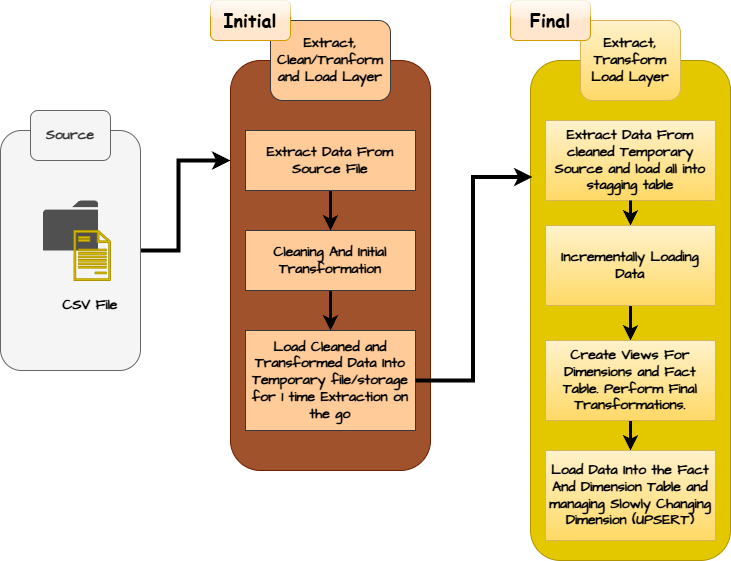 Source
CSV File
Initial
Extract,
Clean/Tranform
and Load Layer
Extract Data From
Source File
Cleaning And Initial
Transformation
Load Cleaned and
Transformed Data Into
Temporary file/storage
for 1 time Extraction on
the go
Final
Extract,
Transform
Load Layer
Extract Data From
cleaned Temporary
Source and load all into
stagging table
Incrementally Loading
Data
Create Views For
Dimensions and Fact
Table. Perform Final
Transformations.
Load Data Into the Fact
And Dimension Table and
managing Slowly Changing
Dimension (UPSERT)